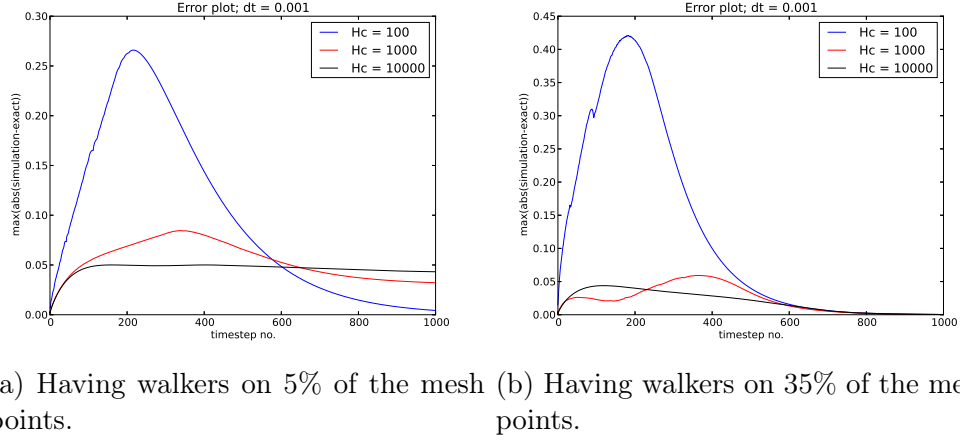 Error plot; dt = 0.001
0.30
0.25
0.20
0.15
0.10
0.05
0.00
max(abs(simulation-exact))
Hc = 100
Hc = 1000
Hc = 10000
0 200 400 600 800 1000
timestep no.
Error plot; dt = 0.001
0.45
0.40
0.35
0.30
0.25
0.20
0.15
0.10
0.05
0.00
max(abs(simulation-exact))
Hc = 100
Hc = 1000
Hc = 10000
0 200 400 600 800 1000
timestep no.
a) Having walkers on 5% of the mesh
points.
(b) Having walkers on 35% of the me
points.